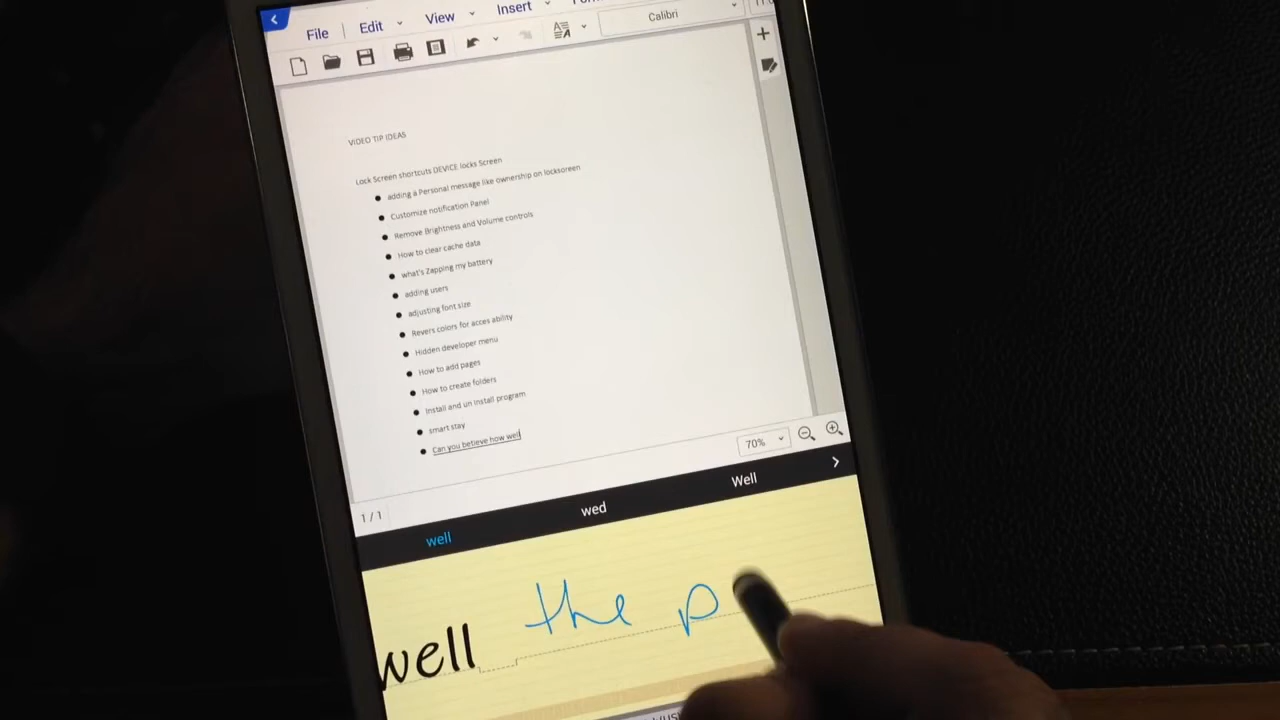 File Edit View Insert
Calibri
VIDEO TIP IDEAS
Lock Screen shortcuts DEVICE locks Screen
adding a Personal message like ownership on lockscreen
Customize notification Panel
Remove Brightness and Volume controls
How to clear cache data
what's Zapping my battery
adding users
adjusting font size
Revers colors for acces ability
Hidden developer menu
How to add pages
How to create folders
Install and un install program
smart stay
Can you betieve how well
70%
1 / 1
well wed Well
well the p